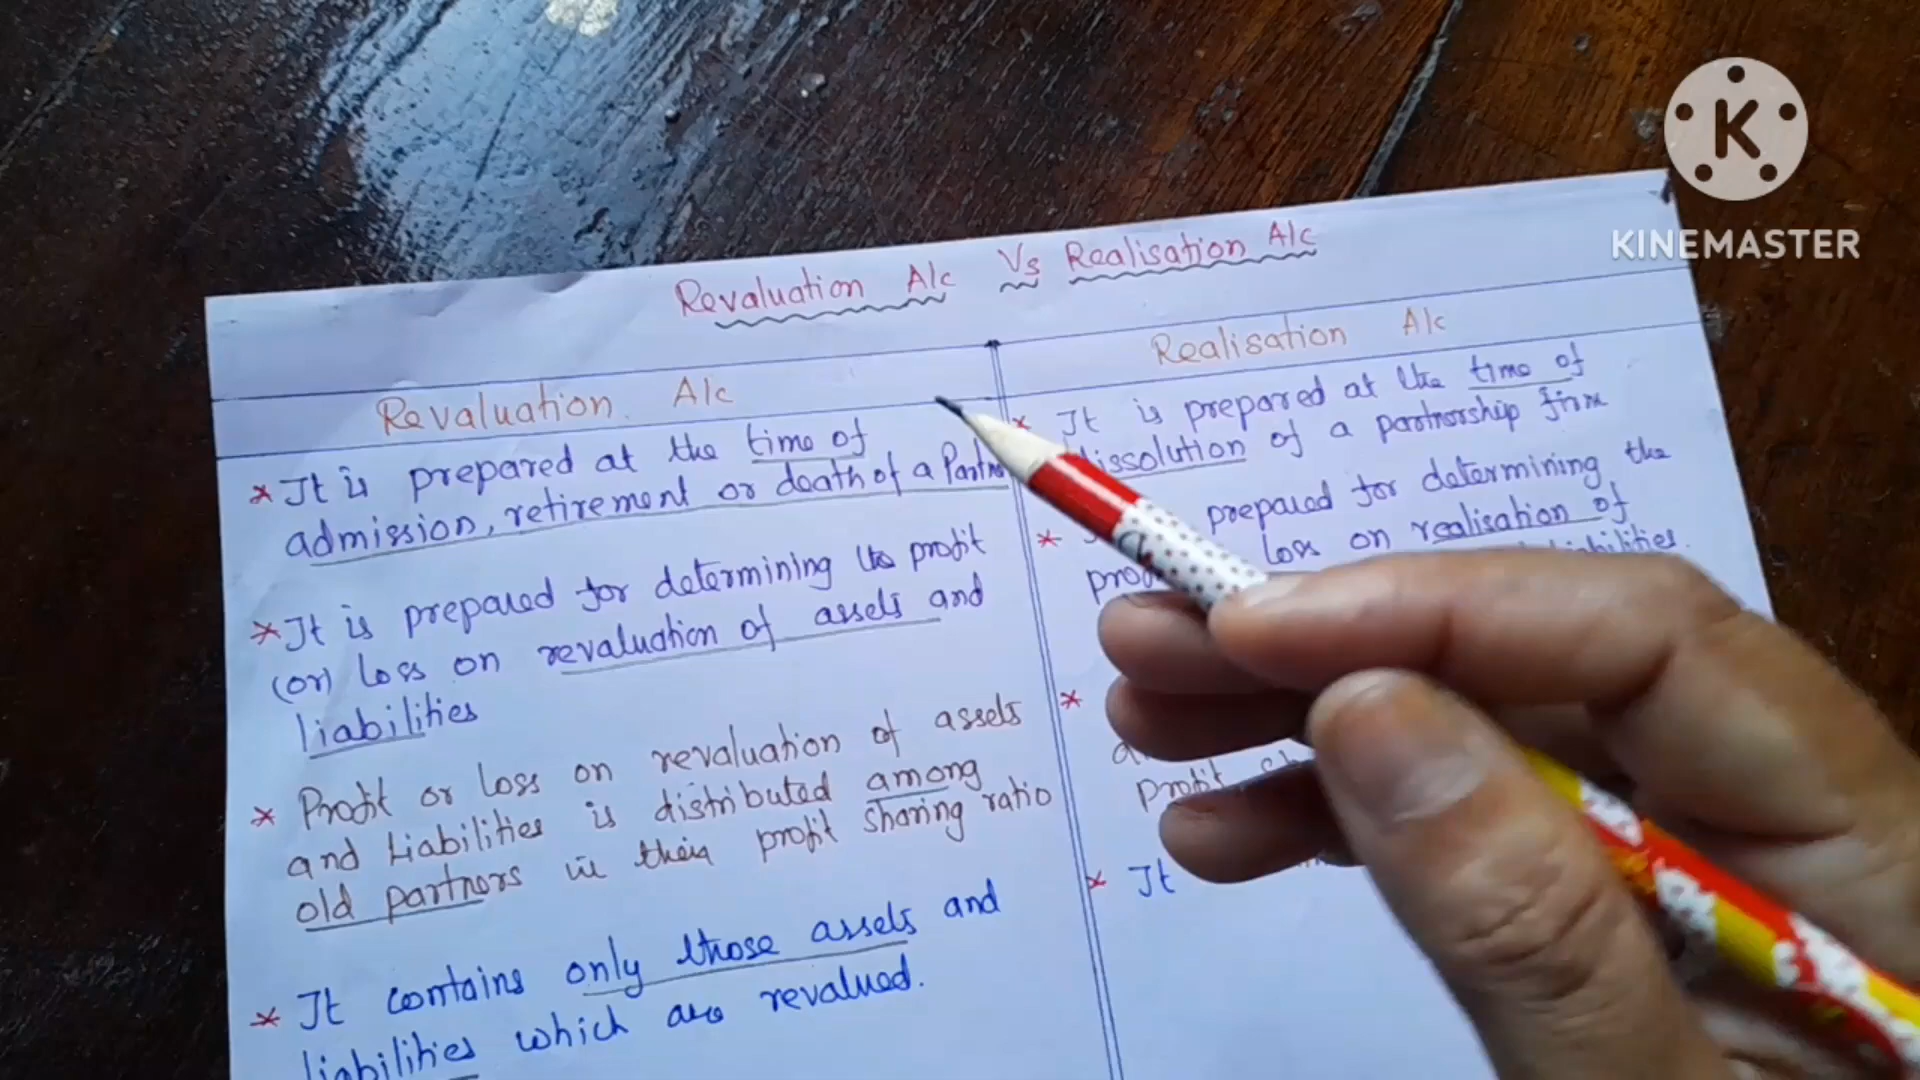 K
KINEMASTER
Revaluation A/c Vs Realisation A/c
Revaluation A/c
* It is prepared at the time of
admission, retirement or death of a Partne
* It is prepared for determining the profit
(or) loss on revaluation of assets and
liabilities
* Profit or loss on revaluation of assets
and Liabilities is distributed among
old partners in their profit sharing ratio
* It contains only those assets and
liabilities which are revalued.
Realisation A/c
* It is prepared at the time of
dissolution of a partnership firm
* prepared for determining the
loss on realisation of
liabilities.
*
profit
* It